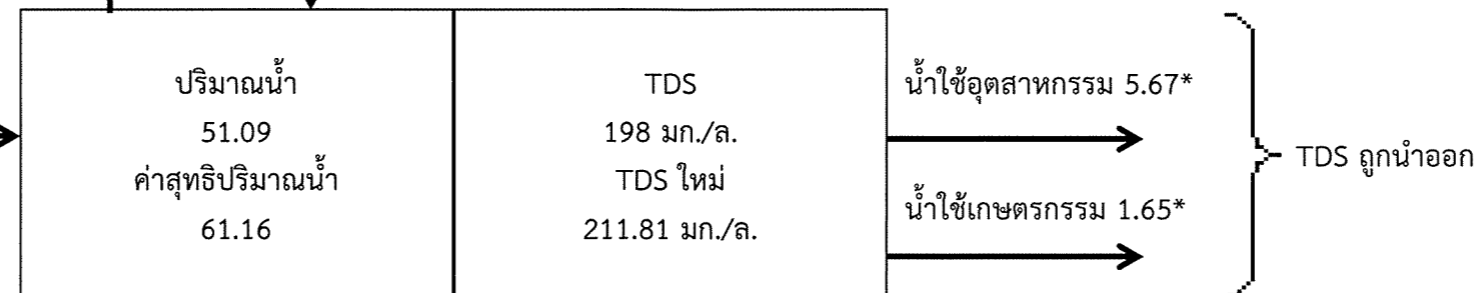 ปริมาณน้ำ
51.09
ค่าสุทธิปริมาณน้ำ
61.16
TDS
198 มก./ล.
TDS ใหม่
211.81 มก./ล.
น้ำใช้อุตสาหกรรม 5.67*
น้ำใช้เกษตรกรรม 1.65*
TDS ถูกนำออก